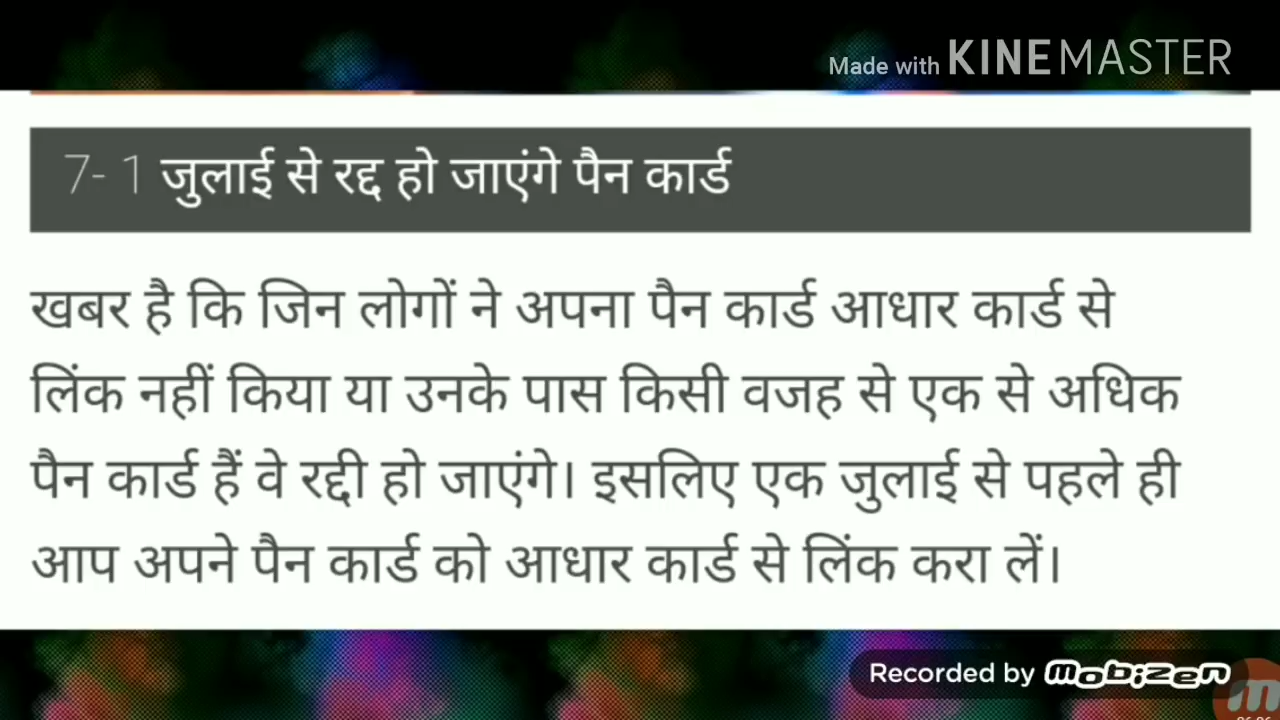 Made with KINEMASTER
7- 1 जुलाई से रद्द हो जाएंगे पैन कार्ड
खबर है कि जिन लोगों ने अपना पैन कार्ड आधार कार्ड से
लिंक नहीं किया या उनके पास किसी वजह से एक से अधिक
पैन कार्ड हैं वे रद्दी हो जाएंगे। इसलिए एक जुलाई से पहले ही
आप अपने पैन कार्ड को आधार कार्ड से लिंक करा लें।
Recorded by mobizen